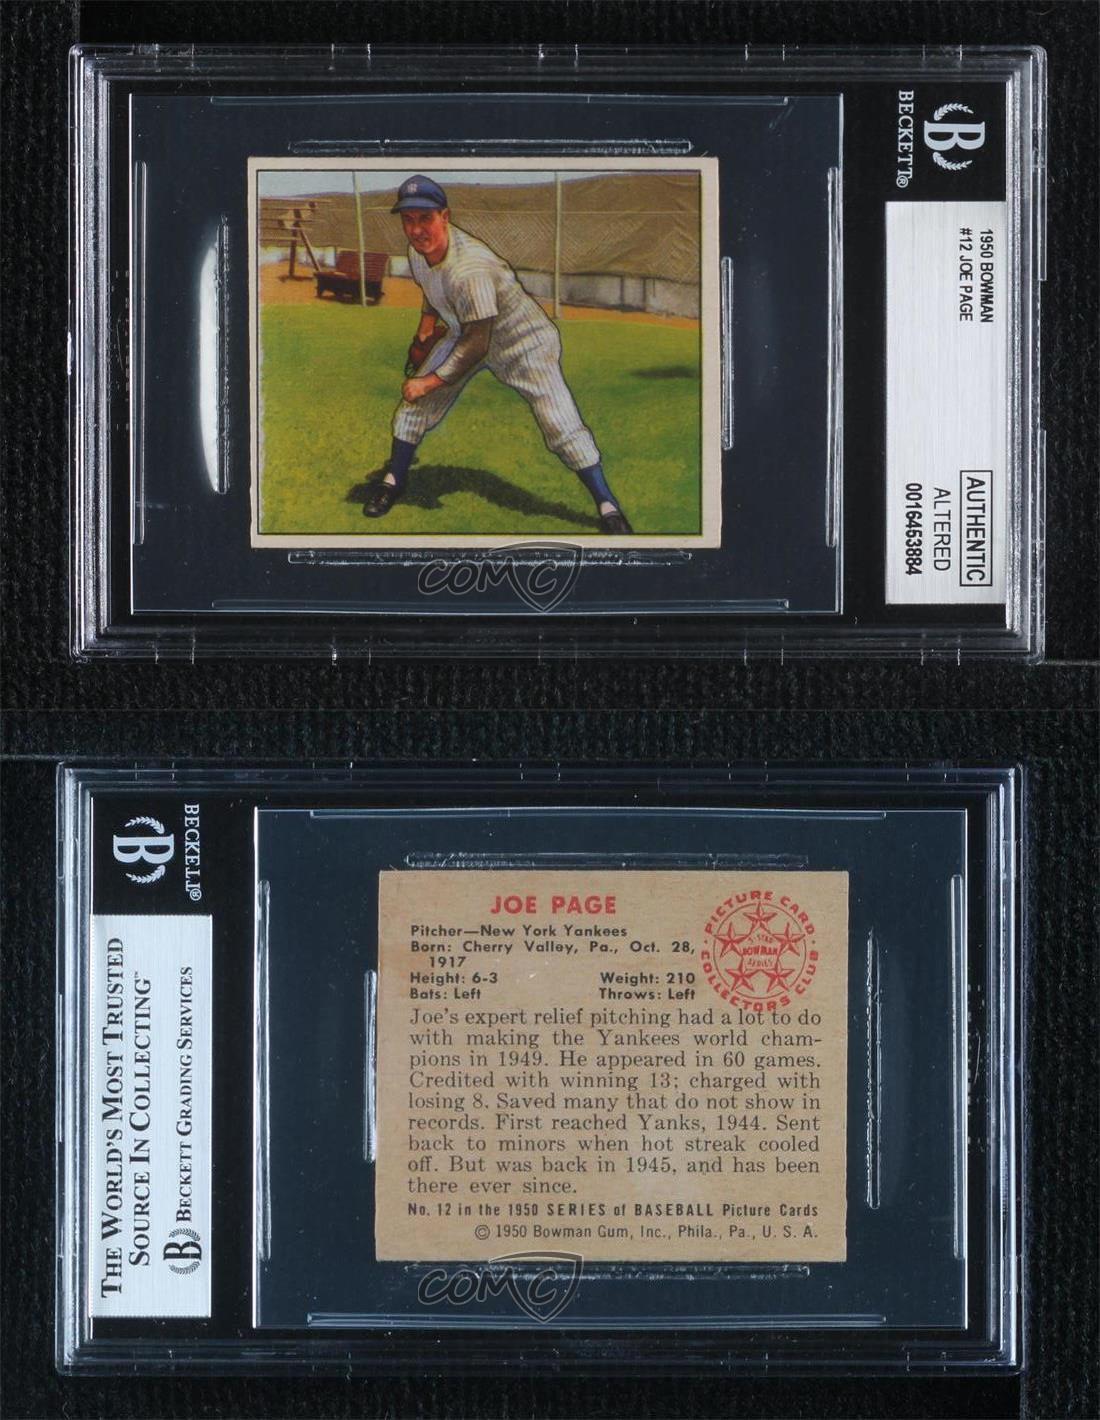 BECKETT®
B
1950 BOWMAN
#12 JOE PAGE
AUTHENTIC
ALTERED
0016453884
COMC
BECKETT®
B
THE WORLD'S MOST TRUSTED
SOURCE IN COLLECTING™
B BECKETT GRADING SERVICES
JOE PAGE
Pitcher—New York Yankees
Born: Cherry Valley, Pa., Oct. 28,
1917
Height: 6-3 Weight: 210
Bats: Left Throws: Left
PICTURE CARD
COLLECTORS CLUB
5-STAR
BOWMAN
SERIES
Joe's expert relief pitching had a lot to do
with making the Yankees world cham-
pions in 1949. He appeared in 60 games.
Credited with winning 13; charged with
losing 8. Saved many that do not show in
records. First reached Yanks, 1944. Sent
back to minors when hot streak cooled
off. But was back in 1945, and has been
there ever since.
No. 12 in the 1950 SERIES of BASEBALL Picture Cards
© 1950 Bowman Gum, Inc., Phila., Pa., U. S. A.
COMC